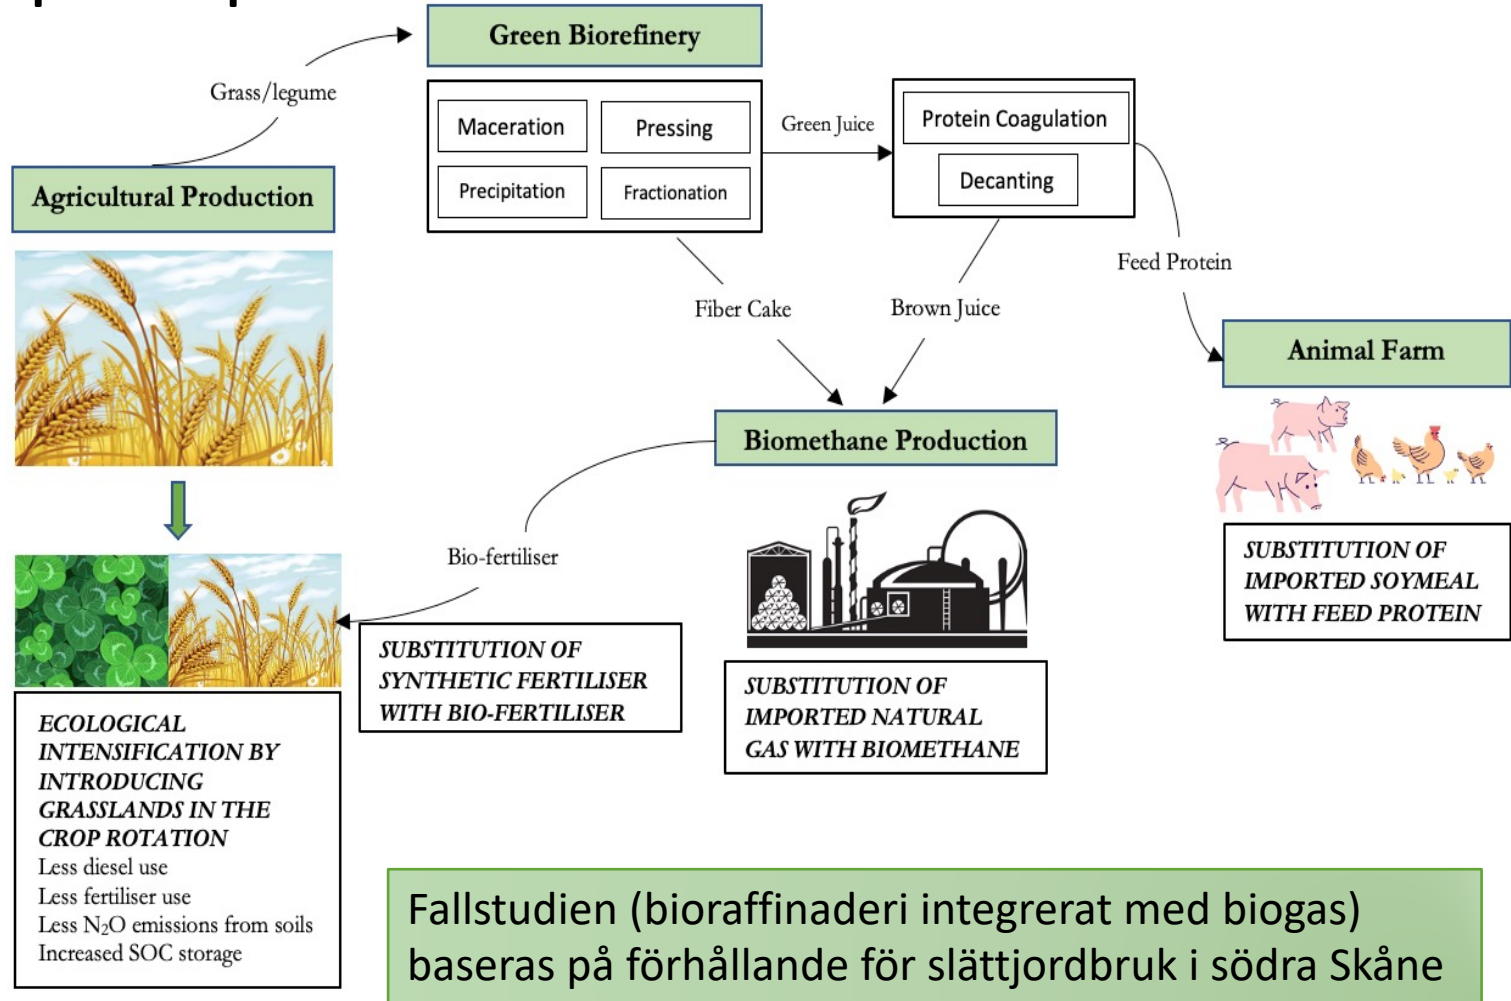 Green Biorefinery
Grass/legume
Maceration
Pressing
Precipitation
Fractionation
Green Juice
Protein Coagulation
Decanting
Agricultural Production
Feed Protein
Fiber Cake
Brown Juice
Animal Farm
Biomethane Production
Bio-fertiliser
SUBSTITUTION OF
IMPORTED SOYMEAL
WITH FEED PROTEIN
SUBSTITUTION OF
SYNTHETIC FERTILISER
WITH BIO-FERTILISER
SUBSTITUTION OF
IMPORTED NATURAL
GAS WITH BIOMETHANE
ECOLOGICAL
INTENSIFICATION BY
INTRODUCING
GRASSLANDS IN THE
CROP ROTATION
Less diesel use
Less fertiliser use
Less N₂O emissions from soils
Increased SOC storage
Fallstudien (bioraffinaderi integrerat med biogas)
baseras på förhållande för slättjordbruk i södra Skåne